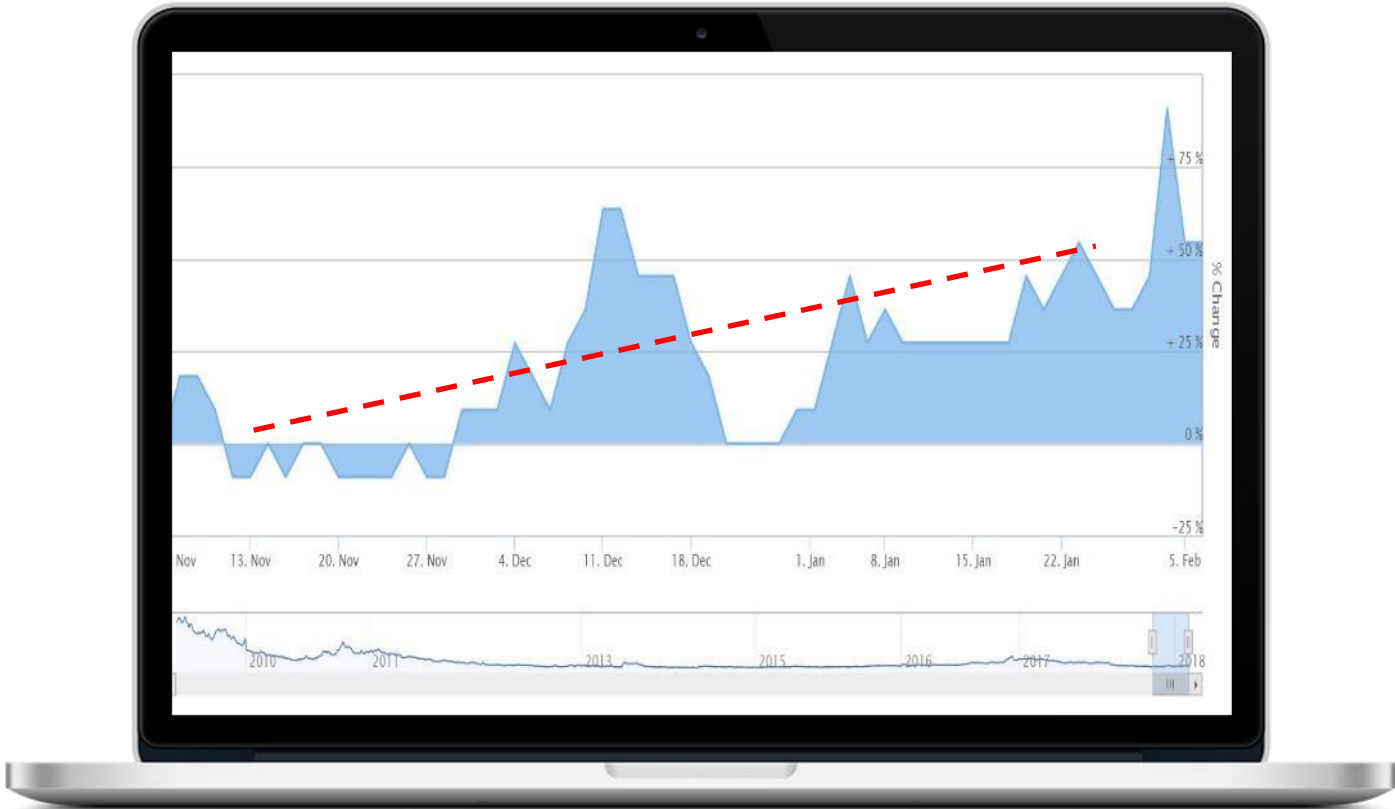 + 75 %
+ 50 %
+ 25 %
0 %
-25 %
% Change
Nov 13. Nov 20. Nov 27. Nov 4. Dec 11. Dec 18. Dec 1. Jan 8. Jan 15. Jan 22. Jan 5. Feb
2010 2011 2013 2015 2016 2017 2018